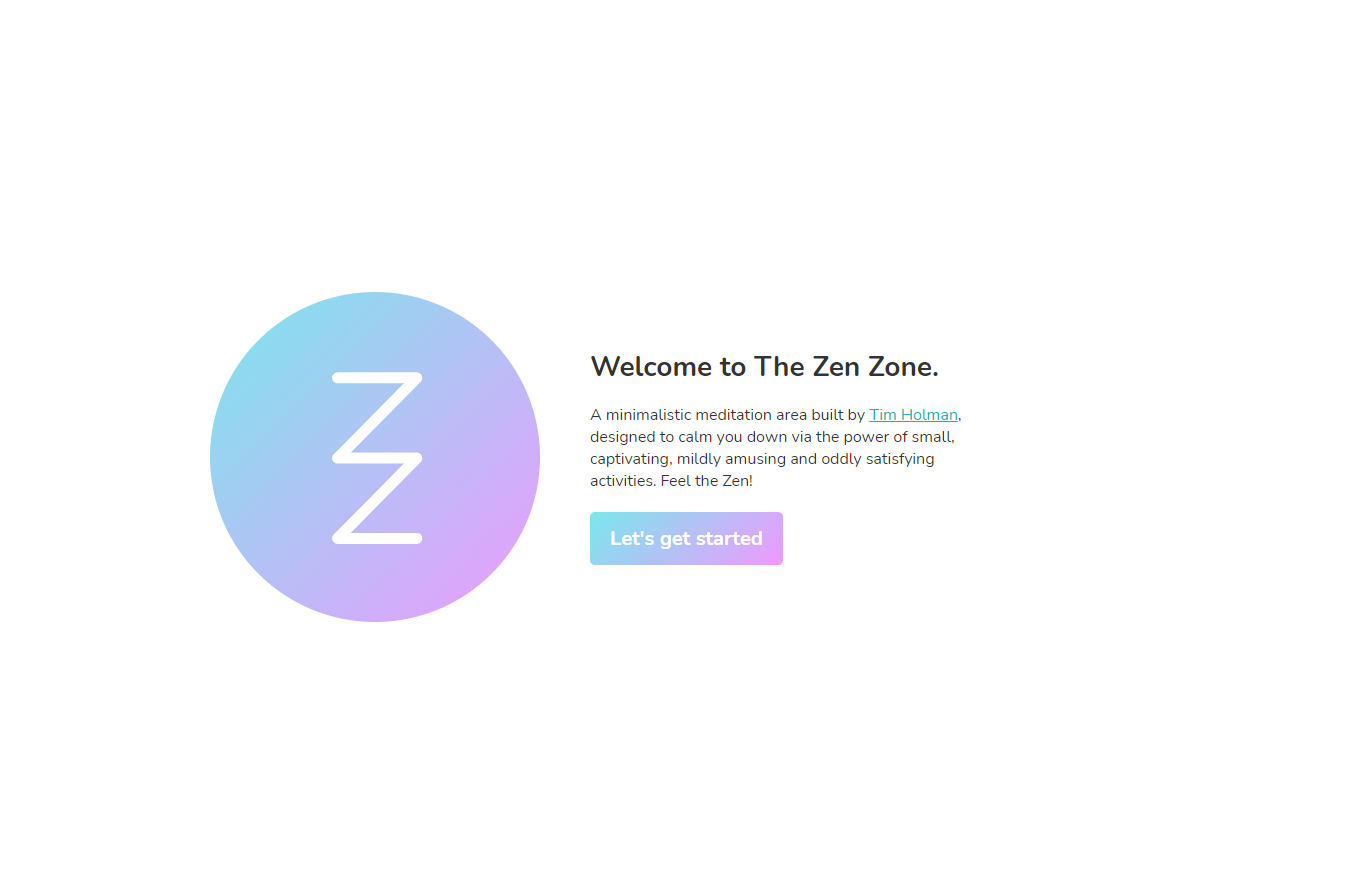 Welcome to The Zen Zone.
A minimalistic meditation area built by Tim Holman,
designed to calm you down via the power of small,
captivating, mildly amusing and oddly satisfying
activities. Feel the Zen!
Let's get started